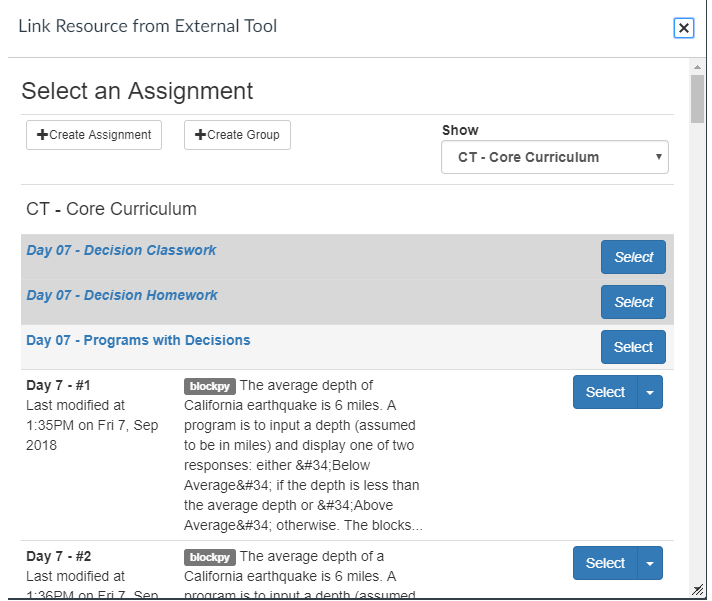 Link Resource from External Tool
Select an Assignment
Create Assignment
Create Group
Show
CT - Core Curriculum
CT - Core Curriculum
Day 07 - Decision Classwork
Select
Day 07 - Decision Homework
Select
Day 07 - Programs with Decisions
Select
Day 7 - #1
Last modified at
1:35PM on Fri 7, Sep
2018
blockpy The average depth of
California earthquake is 6 miles. A
program is to input a depth (assumed
to be in miles) and display one of two
responses: either &#34;Below
Average&#34; if the depth is less than
the average depth or &#34;Above
Average&#34; otherwise. The blocks...
Select
Day 7 - #2
Last modified at
1:36PM on Fri 7, Sep
blockpy The average depth of a
California earthquake is 6 miles. A
program is to input a depth (assumed
Select